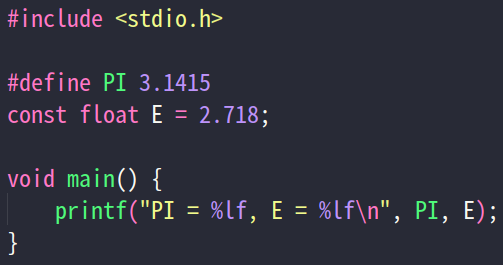 #include <stdio.h>

#define PI 3.1415
const float E = 2.718;

void main() {
    printf("PI = %lf, E = %lf\n", PI, E);
}